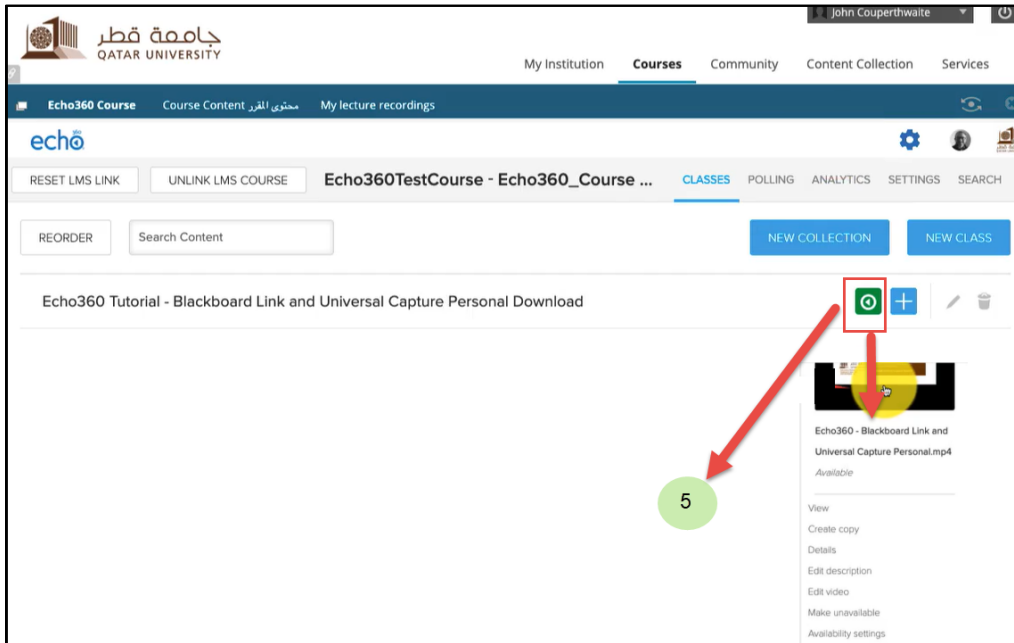 John Couperthwaite
جامعة قطر
QATAR UNIVERSITY
My Institution Courses Community Content Collection Services
Echo360 Course Course Content محتوى المقرر My lecture recordings
echo360
RESET LMS LINK UNLINK LMS COURSE Echo360TestCourse - Echo360_Course ... CLASSES POLLING ANALYTICS SETTINGS SEARCH
REORDER Search Content NEW COLLECTION NEW CLASS
Echo360 Tutorial - Blackboard Link and Universal Capture Personal Download
Echo360 - Blackboard Link and
Universal Capture Personal.mp4
Available
5
View
Create copy
Details
Edit description
Edit video
Make unavailable
Availability settings